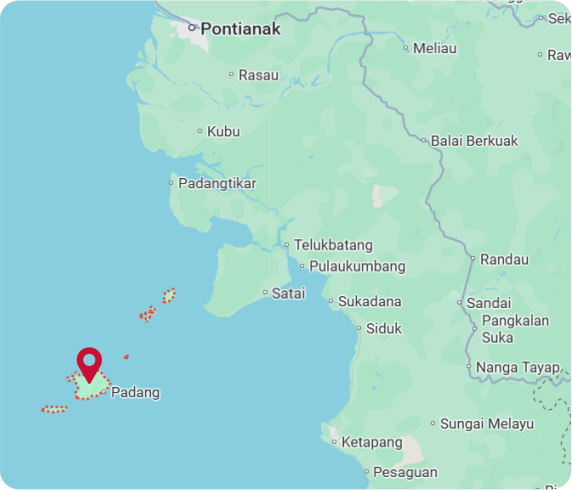 Pontianak
Sek
Meliau
Raw
Rasau
Kubu
Balai Berkuak
Padangtikar
Telukbatang
Randau
Pulaukumbang
Satai
Sukadana
Sandai
Siduk
Pangkalan
Suka
Nanga Tayap
Padang
Sungai Melayu
Ketapang
Pesaguan